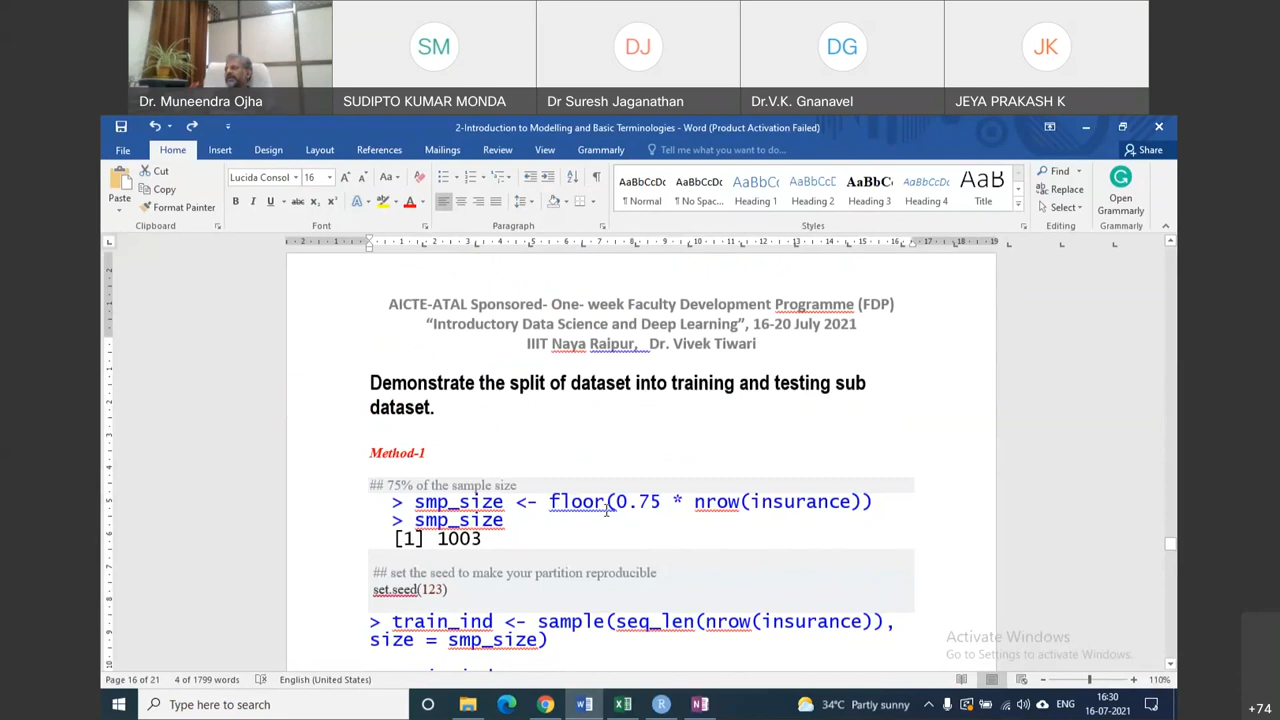 SM
DJ
DG
JK
Dr. Muneendra Ojha
SUDIPTO KUMAR MONDA
Dr Suresh Jaganathan
Dr.V.K. Gnanavel
JEYA PRAKASH K
2-Introduction to Modelling and Basic Terminologies - Word (Product Activation Failed)
File Home Insert Design Layout References Mailings Review View Grammarly Tell me what you want to do... Share
Paste
Cut
Copy
Format Painter
Clipboard
Lucida Consol 16
B I U abc x₂ x²
Font
Paragraph
AaBbCcDc AaBbCcDc AaBbCc AaBbCcC AaBbCc AaBbCcD AaB
¶ Normal ¶ No Spac... Heading 1 Heading 2 Heading 3 Heading 4 Title
Styles
Find
Replace
Select
Editing
Open
Grammarly
Grammarly
AICTE-ATAL Sponsored- One- week Faculty Development Programme (FDP)
“Introductory Data Science and Deep Learning”, 16-20 July 2021
IIIT Naya Raipur, Dr. Vivek Tiwari
Demonstrate the split of dataset into training and testing sub
dataset.
Method-1
## 75% of the sample size
> smp_size <- floor(0.75 * nrow(insurance))
> smp_size
[1] 1003
## set the seed to make your partition reproducible
set.seed(123)
> train_ind <- sample(seq_len(nrow(insurance)),
size = smp_size)
Activate Windows
Go to Settings to activate Windows.
Page 16 of 21 4 of 1799 words English (United States) 110%
Type here to search
34°C Partly sunny
ENG
16:30
16-07-2021
+74